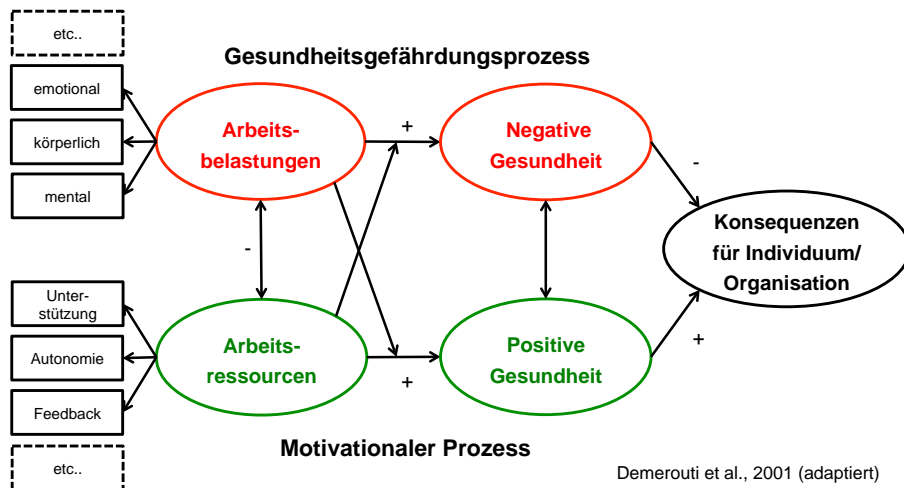 etc..
Gesundheitsgefährdungsprozess
emotional
körperlich
mental
Arbeits-
belastungen
+
Negative
Gesundheit
-
-
Konsequenzen
für Individuum/
Organisation
Unter-
stützung
Autonomie
Feedback
etc..
Arbeits-
ressourcen
+
Positive
Gesundheit
+
Motivationaler Prozess
Demerouti et al., 2001 (adaptiert)